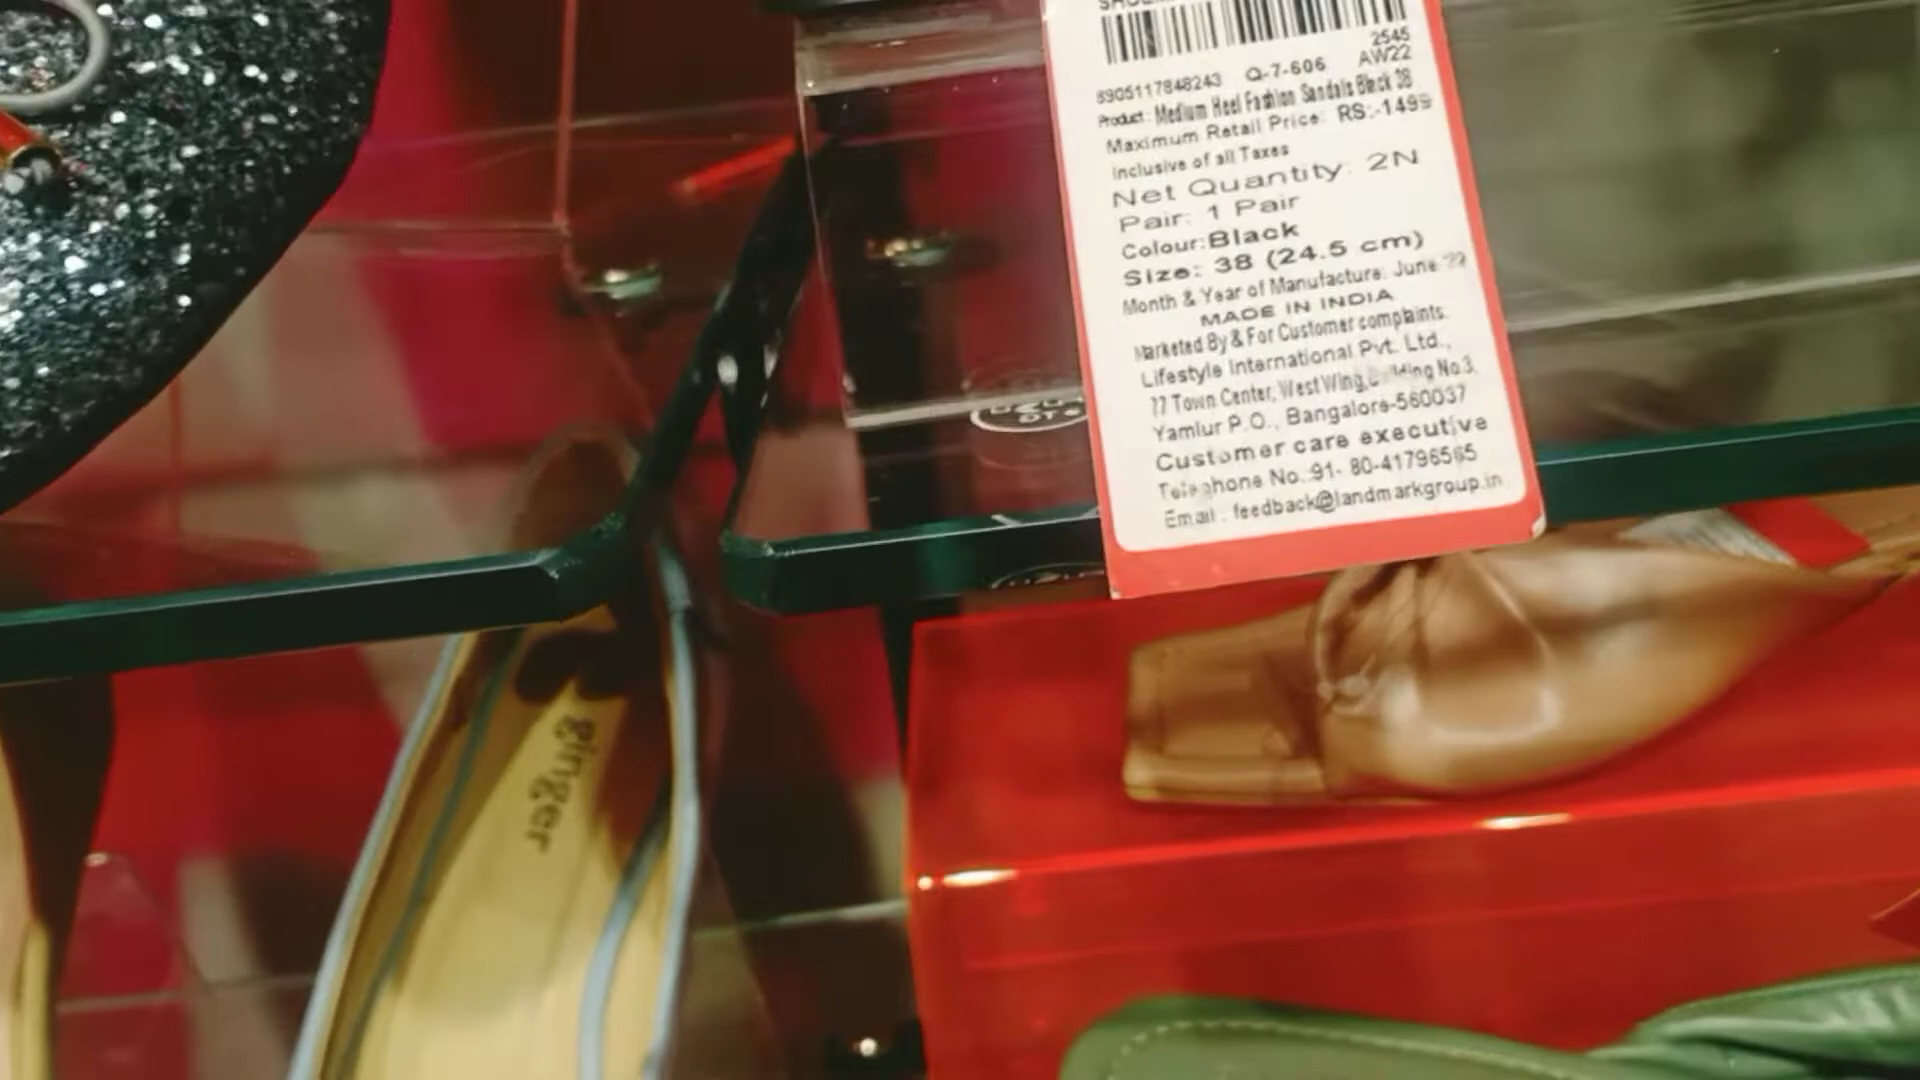 2545
8905117848243 Q-7-606 AW22
Product: Medium Heel Fashion Sandals Black 38
Maximum Retail Price: RS:-1499
Inclusive of all Taxes
Net Quantity: 2N
Pair: 1 Pair
Colour:Black
Size: 38 (24.5 cm)
Month & Year of Manufacture: June
MADE IN INDIA
Marketed By & For Customer complaints:
Lifestyle International Pvt. Ltd.,
77 Town Center, West Wing, Building No.3,
Yamlur P.O., Bangalore-560037
Customer care executive
Telephone No.:91- 80-41796565
Email : feedback@landmarkgroup.in
ginger